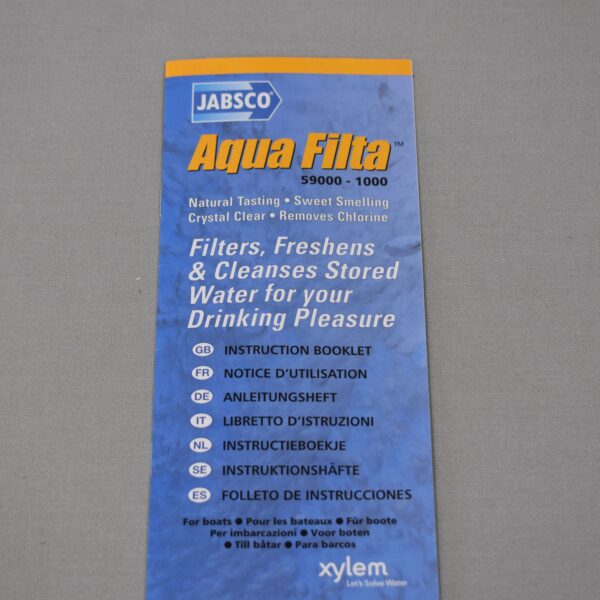 JABSCO®
Aqua Filta™
59000 - 1000
Natural Tasting • Sweet Smelling
Crystal Clear • Removes Chlorine
Filters, Freshens
& Cleanses Stored
Water for your
Drinking Pleasure
GB INSTRUCTION BOOKLET
FR NOTICE D'UTILISATION
DE ANLEITUNGSHEFT
IT LIBRETTO D'ISTRUZIONI
NL INSTRUCTIEBOEKJE
SE INSTRUKTIONSHÄFTE
ES FOLLETO DE INSTRUCCIONES
For boats ● Pour les bateaux ● Für boote
Per imbarcazioni ● Voor boten
● Till båtar ● Para barcos
xylem
Let's Solve Water